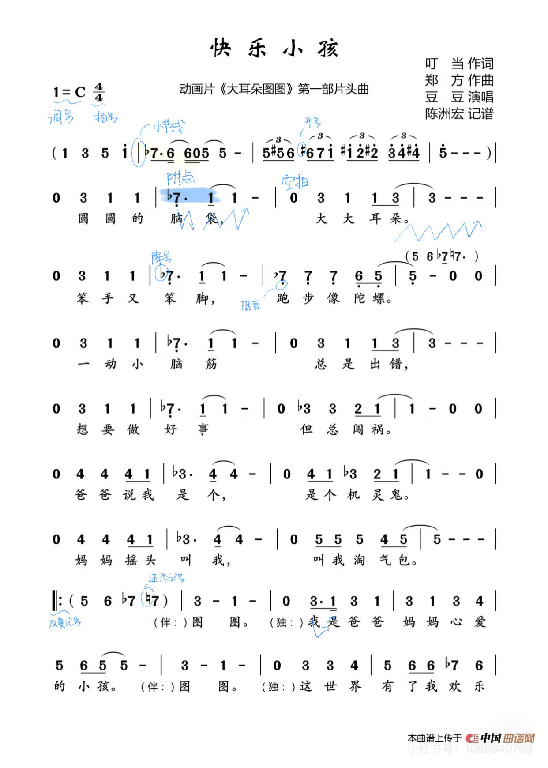 快乐小孩
1=C 4/4
动画片《大耳朵图图》第一部片头曲
叮 当 作词
郑 方 作曲
豆 豆 演唱
陈洲宏 记谱
调号 拍号
小节线
升号
(1 3 5 i | ♭7·6 605 5 - | 3#56 #671 #1#2 3#4 | 5 - - -)
附点
空拍
0 3 1 1 | ♭7· 1 1 - | 0 3 1 1 3 | 3 - - -
圆 圆 的 脑 袋， 大 大 耳 朵。
(5 6 ♭7 ♮7·)
降号
0 3 1 1 | ♭7· 1 1 - | ♭7 7 7 6 5 | 5 - 0 0
笨 手 又 笨 脚， 跑 步 像 陀 螺。
低音
0 3 1 1 | ♭7· 1 1 - | 0 3 1 1 3 | 3 - - -
一 动 小 脑 筋 总 是 出 错，
0 3 1 1 | ♭7· 1 1 - | 0 ♭3 3 2 1 | 1 - 0 0
想 要 做 好 事 但 总 闯 祸。
0 4 4 4 1 | ♭3· 4 4 - | 0 4 1 ♭3 2 1 | 1 - 0 0
爸 爸 说 我 是 个， 是 个 机 灵 鬼。
0 4 4 4 1 | ♭3· 4 4 - | 0 5 5 5 4 5 | 5 - - -
妈 妈 摇 头 叫 我， 叫 我 淘 气 包。
还原记号
‖: (5 6 ♭7 ♮7) | 3 - 1 - | 0 3·1 3 1 | 3 1 3 4
反复记号
(伴:) 图 图。 (独:) 我 是 爸 爸 妈 妈 心 爱
5 6 5 5 - | 3 - 1 - | 0 3 4 4 | 5 6 6 ♭7 6
的 小 孩。 (伴:) 图 图。 (独:) 这 世 界 有 了 我 欢 乐
本曲谱上传于 中国曲谱网
小红书号：1069840768